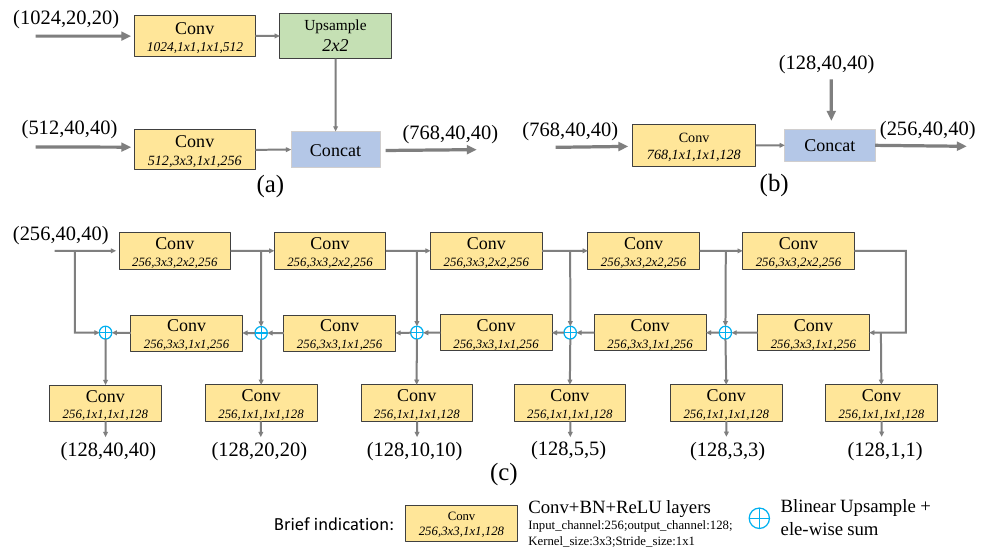 (1024,20,20)
Conv
1024,1x1,1x1,512
Upsample
2x2
(512,40,40)
Conv
512,3x3,1x1,256
Concat
(768,40,40)
(a)
(128,40,40)
(768,40,40)
Conv
768,1x1,1x1,128
Concat
(256,40,40)
(b)
(256,40,40)
Conv
256,3x3,2x2,256
Conv
256,3x3,2x2,256
Conv
256,3x3,2x2,256
Conv
256,3x3,2x2,256
Conv
256,3x3,2x2,256
Conv
256,3x3,1x1,256
Conv
256,3x3,1x1,256
Conv
256,3x3,1x1,256
Conv
256,3x3,1x1,256
Conv
256,3x3,1x1,256
Conv
256,1x1,1x1,128
Conv
256,1x1,1x1,128
Conv
256,1x1,1x1,128
Conv
256,1x1,1x1,128
Conv
256,1x1,1x1,128
Conv
256,1x1,1x1,128
(128,40,40)
(128,20,20)
(128,10,10)
(128,5,5)
(128,3,3)
(128,1,1)
(c)
Brief indication:
Conv
256,3x3,1x1,128
Conv+BN+ReLU layers
Input_channel:256;output_channel:128;
Kernel_size:3x3;Stride_size:1x1
Blinear Upsample +
ele-wise sum